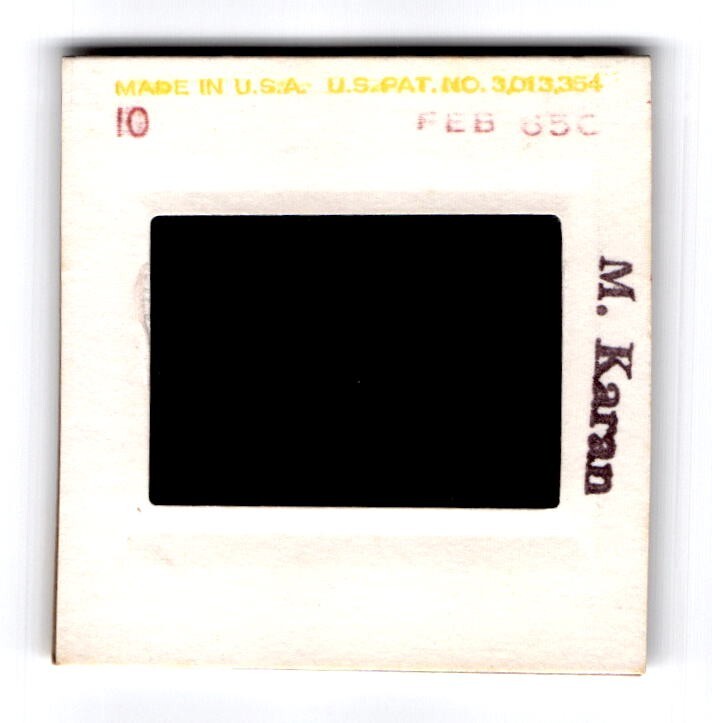 MADE IN U.S.A. U.S. PAT. NO. 3,013,354
10 FEB 65C
M. Karan